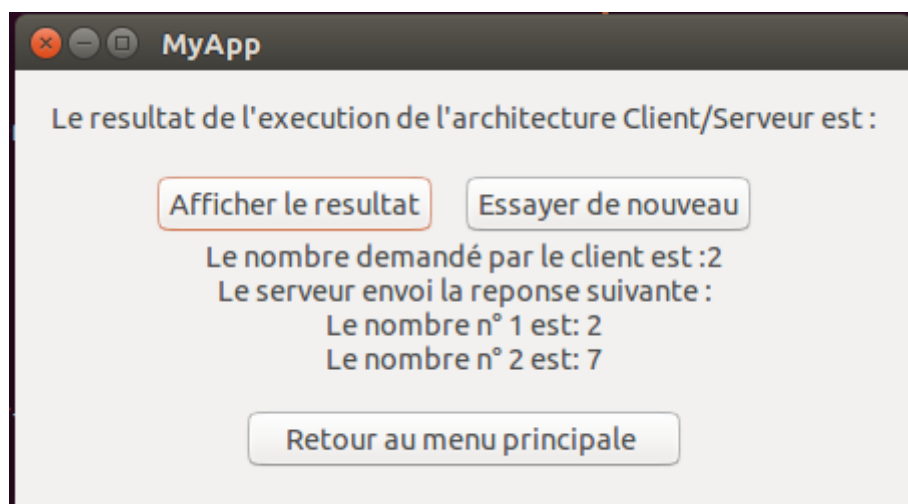 MyApp
Le resultat de l'execution de l'architecture Client/Serveur est :
Afficher le resultat Essayer de nouveau
Le nombre demandé par le client est :2
Le serveur envoi la reponse suivante :
Le nombre n° 1 est: 2
Le nombre n° 2 est: 7
Retour au menu principale